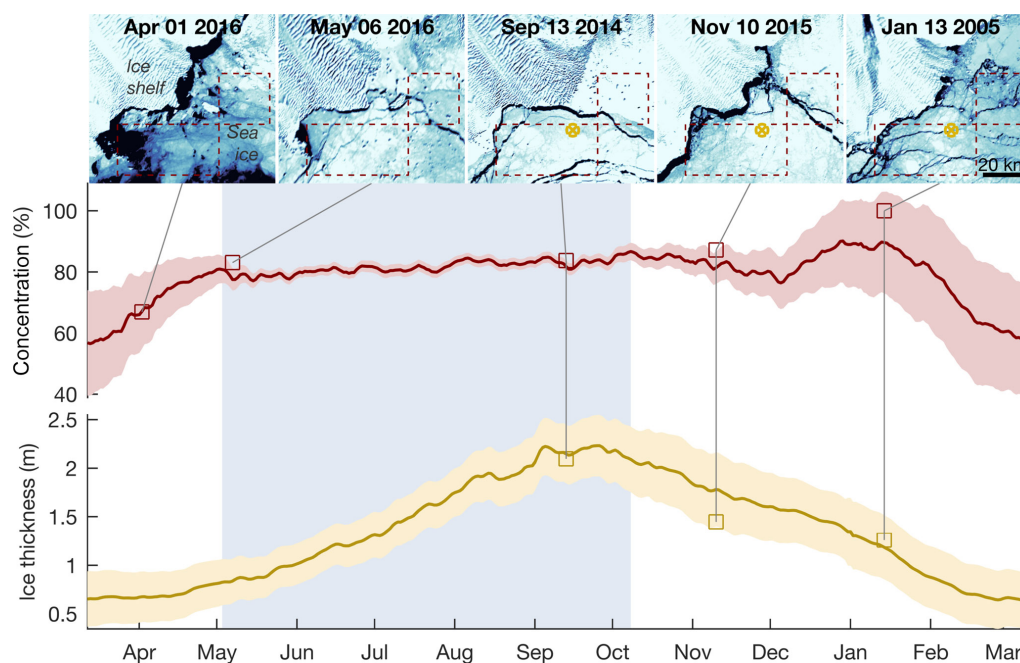 Apr 01 2016 May 06 2016 Sep 13 2014 Nov 10 2015 Jan 13 2005
Ice
shelf
Sea
ice
20 km
Concentration (%)
100
80
60
40
Ice thickness (m)
2.5
2
1.5
1
0.5
Apr May Jun Jul Aug Sep Oct Nov Dec Jan Feb Mar